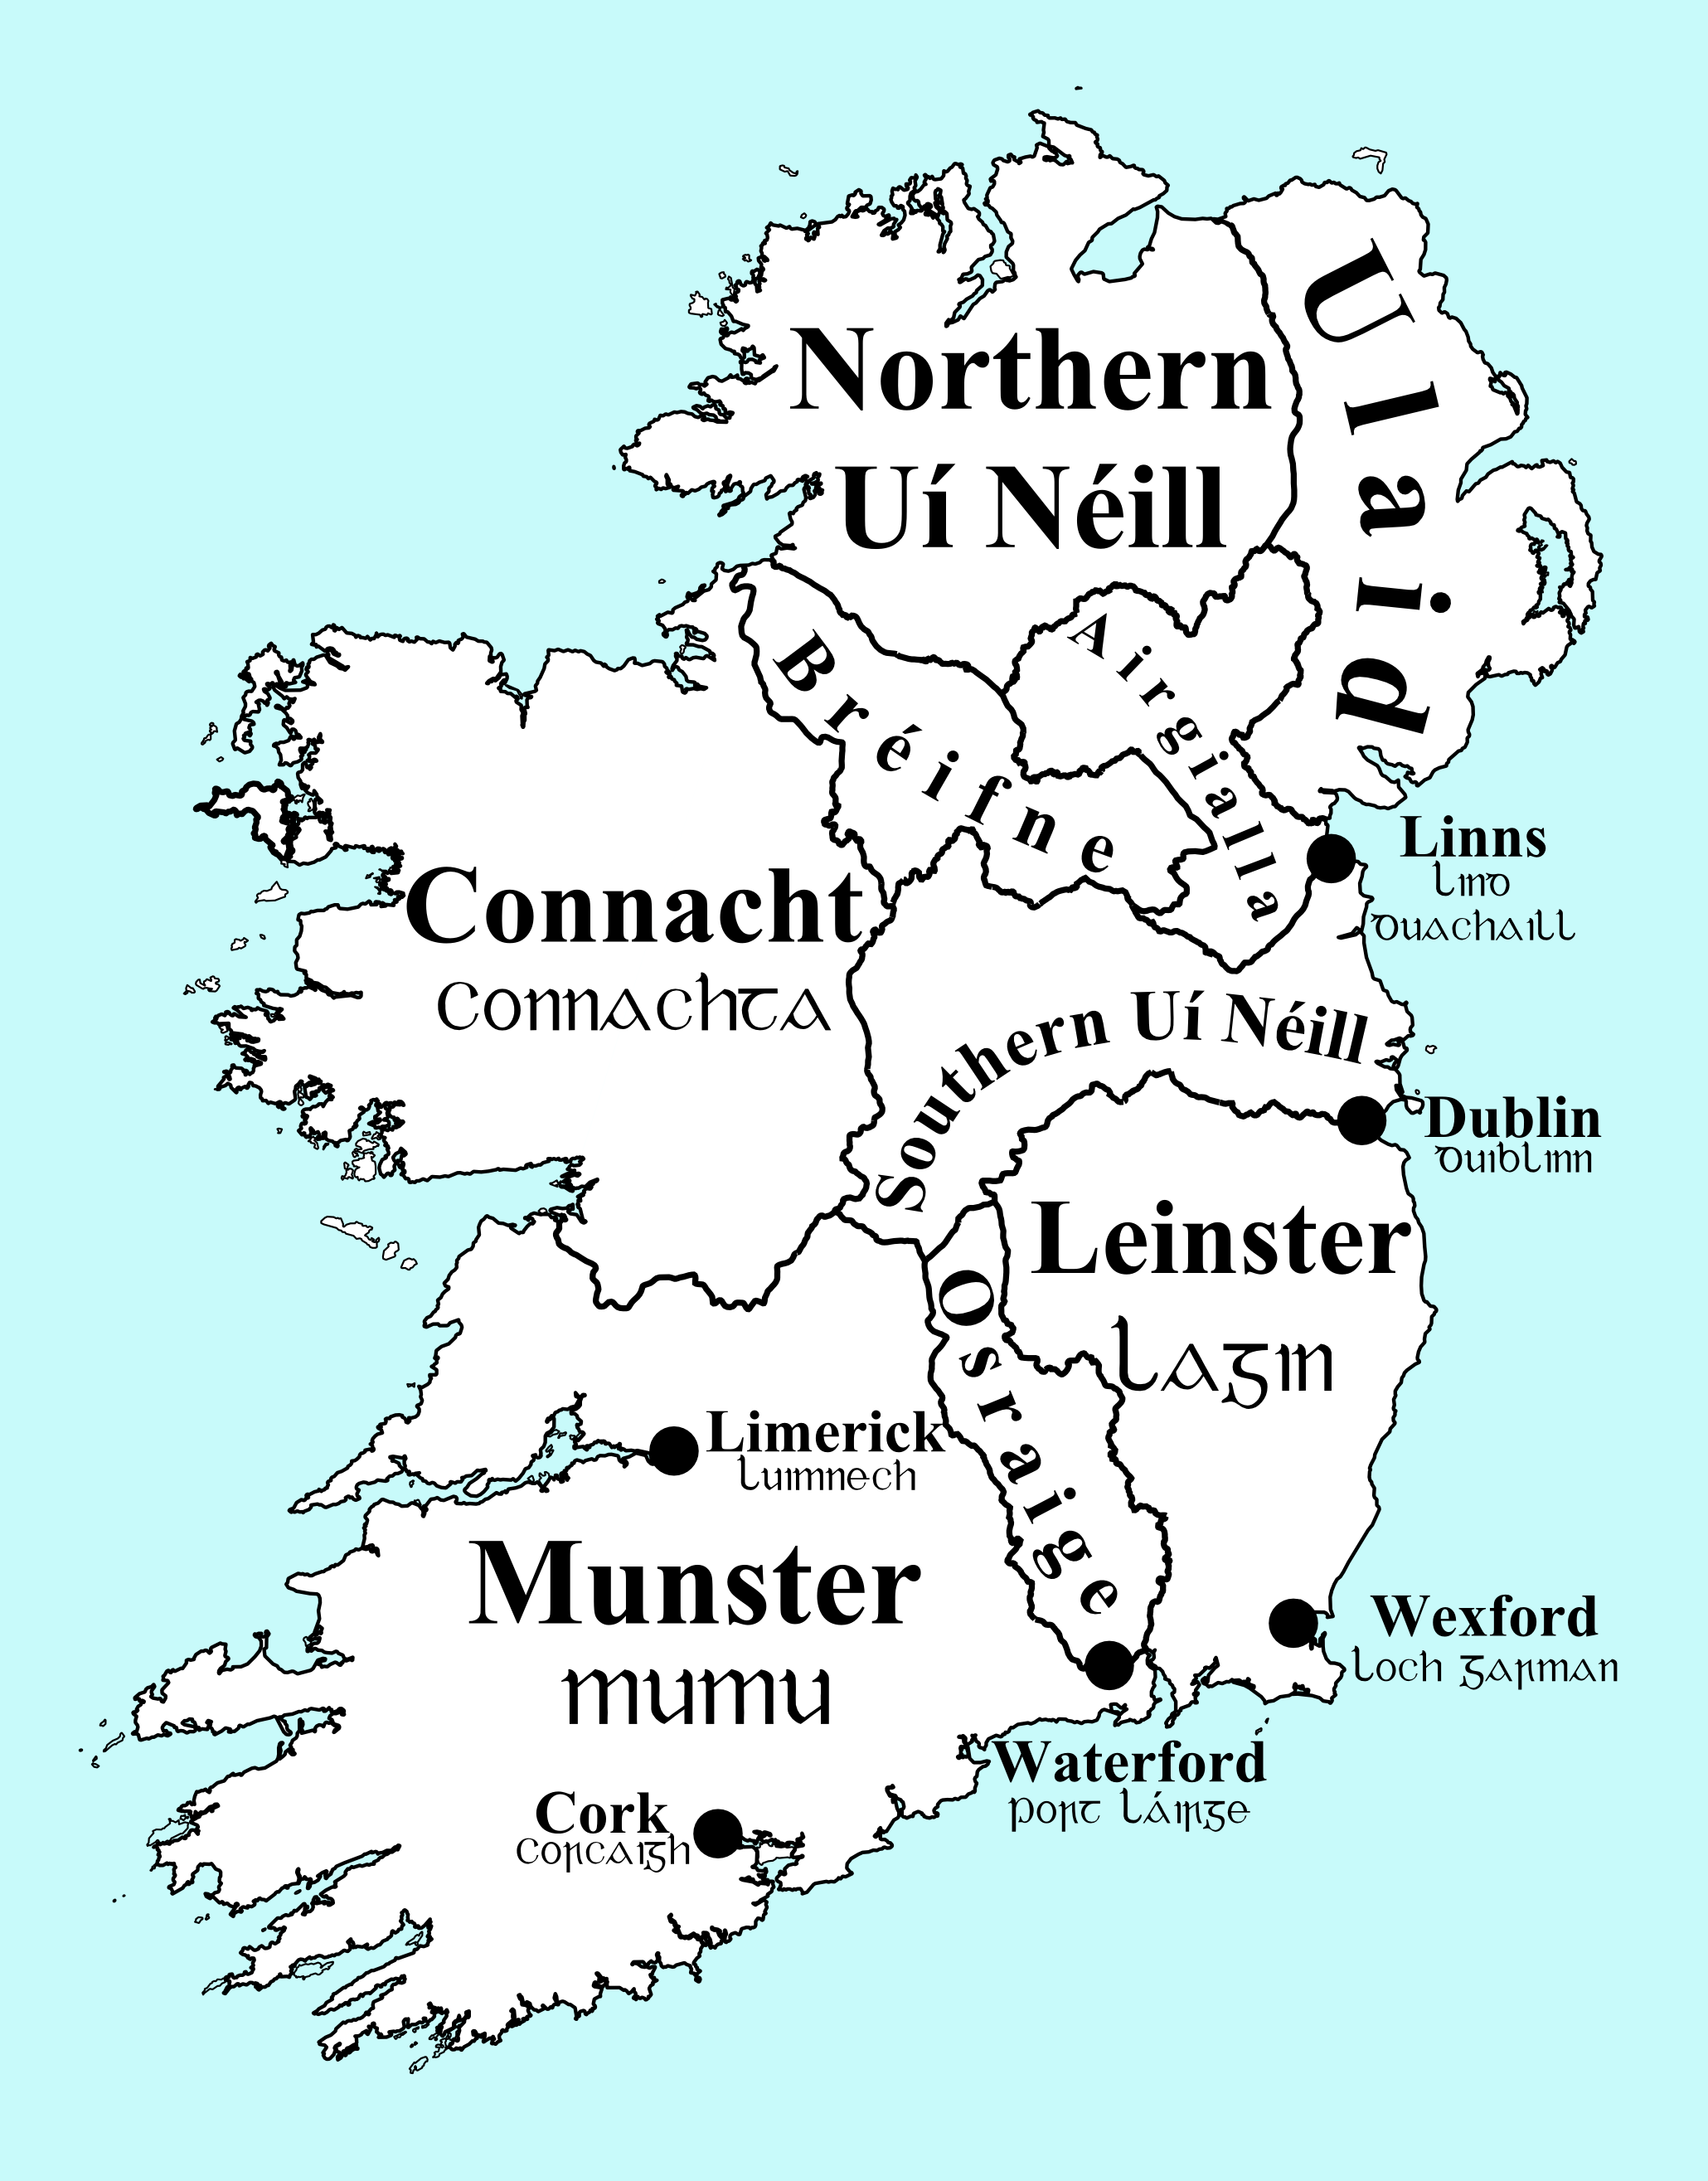 Ulaid
Northern
Uí Néill
Airgialla
Bréifne
Linns
Lind
Duachaill
Connacht
Connachta
Southern Uí Néill
Dublin
Duiblinn
Leinster
Lagin
Osraige
Limerick
Luimnech
Munster
Mumu
Wexford
Loch Garman
Waterford
Port Láirge
Cork
Corcaigh